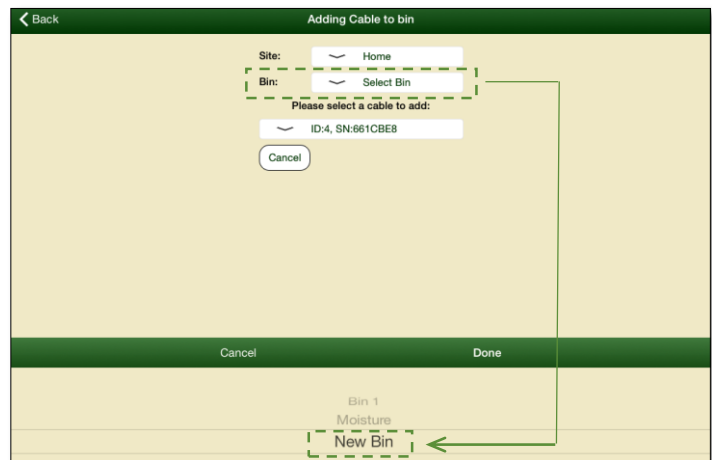 Back Adding Cable to bin
Site: Home
Bin: Select Bin
Please select a cable to add:
ID:4, SN:661CBE8
Cancel
Cancel Done
Bin 1
Moisture
New Bin